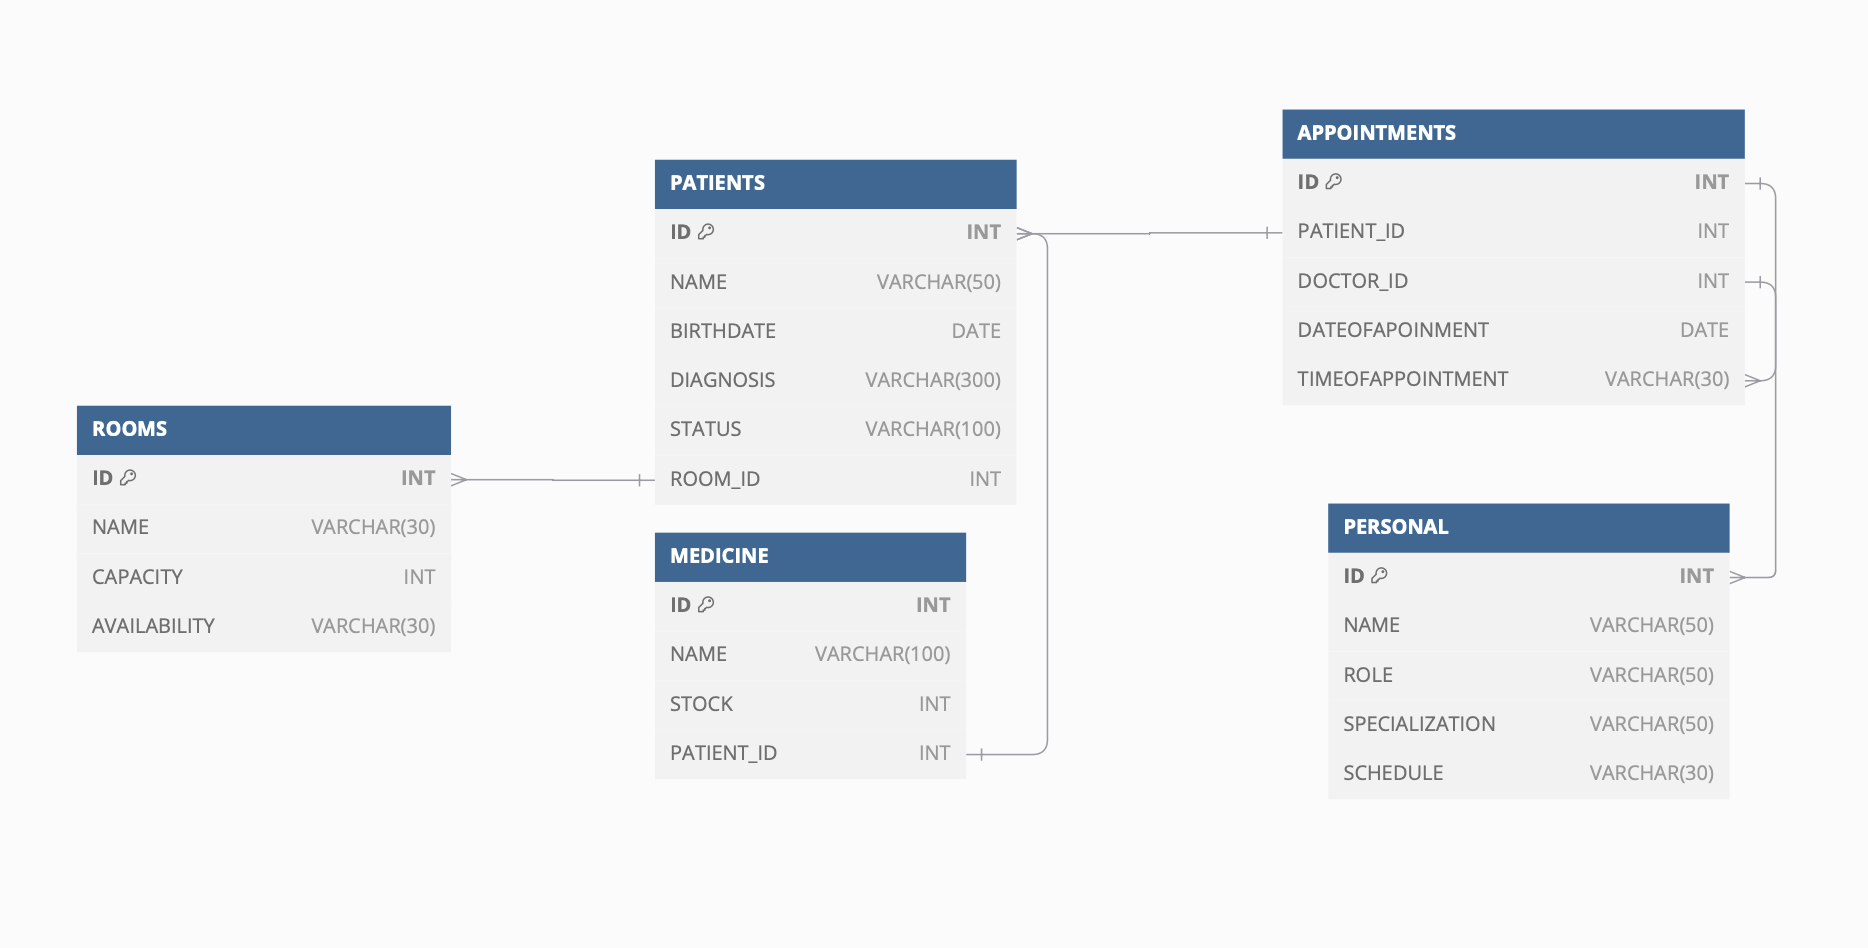 ROOMS
ID INT
NAME VARCHAR(30)
CAPACITY INT
AVAILABILITY VARCHAR(30)
PATIENTS
ID INT
NAME VARCHAR(50)
BIRTHDATE DATE
DIAGNOSIS VARCHAR(300)
STATUS VARCHAR(100)
ROOM_ID INT
MEDICINE
ID INT
NAME VARCHAR(100)
STOCK INT
PATIENT_ID INT
APPOINTMENTS
ID INT
PATIENT_ID INT
DOCTOR_ID INT
DATEOFAPOINMENT DATE
TIMEOFAPPOINTMENT VARCHAR(30)
PERSONAL
ID INT
NAME VARCHAR(50)
ROLE VARCHAR(50)
SPECIALIZATION VARCHAR(50)
SCHEDULE VARCHAR(30)